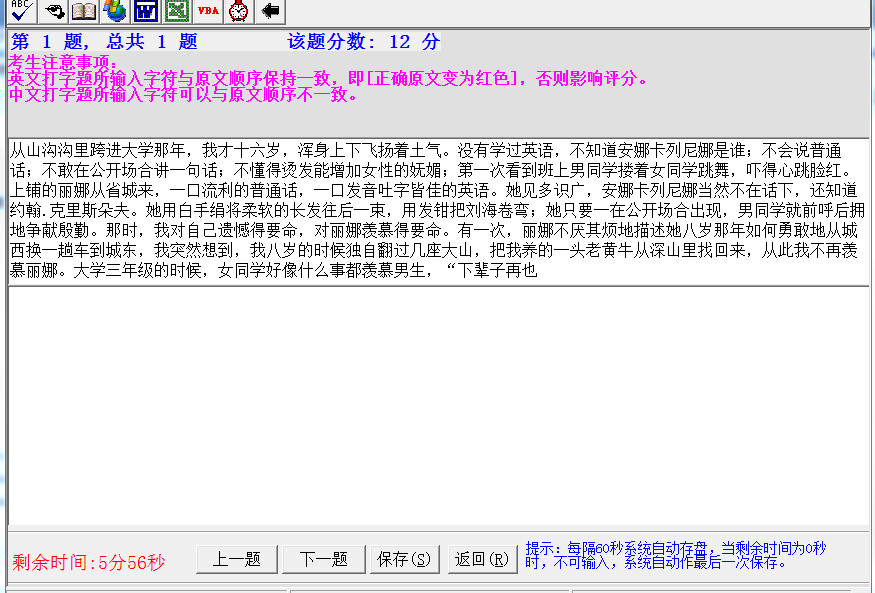 ABC W X VBA
第 1 题, 总共 1 题 该题分数: 12 分
考生注意事项:
英文打字题所输入字符与原文顺序保持一致，即[正确原文变为红色]，否则影响评分。
中文打字题所输入字符可以与原文顺序不一致。
从山沟沟里跨进大学那年，我才十六岁，浑身上下飞扬着土气。没有学过英语，不知道安娜卡列尼娜是谁；不会说普通
话；不敢在公开场合讲一句话；不懂得烫发能增加女性的妩媚；第一次看到班上男同学搂着女同学跳舞，吓得心跳脸红。
上铺的丽娜从省城来，一口流利的普通话，一口发音吐字皆佳的英语。她见多识广，安娜卡列尼娜当然不在话下，还知道
约翰.克里斯朵夫。她用白手绢将柔软的长发往后一束，用发钳把刘海卷弯；她只要一在公开场合出现，男同学就前呼后拥
地争献殷勤。那时，我对自己遗憾得要命，对丽娜羡慕得要命。有一次，丽娜不厌其烦地描述她八岁那年如何勇敢地从城
西换一趟车到城东，我突然想到，我八岁的时候独自翻过几座大山，把我养的一头老黄牛从深山里找回来，从此我不再羡
慕丽娜。大学三年级的时候，女同学好像什么事都羡慕男生，“下辈子再也
剩余时间:5分56秒 上一题 下一题 保存(S) 返回(R) 提示：每隔60秒系统自动存盘，当剩余时间为0秒
时，不可输入，系统自动作最后一次保存。